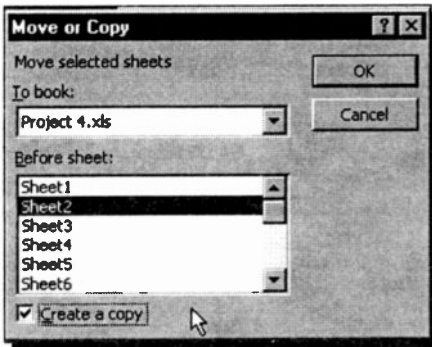 Move or Copy
Move selected sheets
To book:
Project 4.xls
Before sheet:
Sheet1
Sheet2
Sheet3
Sheet4
Sheet5
Sheet6
Create a copy
OK
Cancel